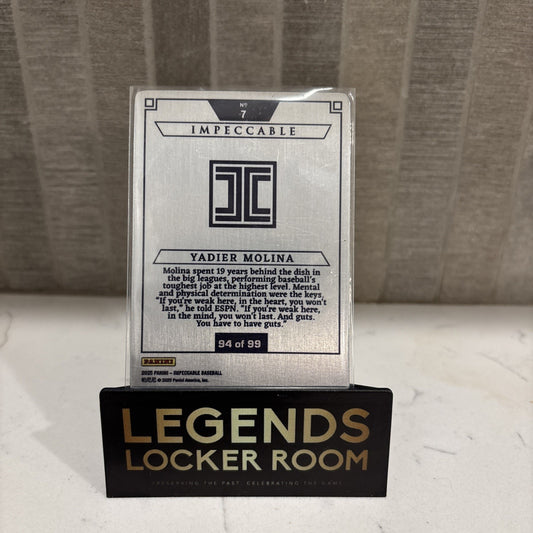 Nº
7
IMPECCABLE
YADIER MOLINA
Molina spent 19 years behind the dish in
the big leagues, performing baseball's
toughest job at the highest level. Mental
and physical determination were the keys.
"If you're weak here, in the heart, you won't
last," he told ESPN. "If you're weak here,
in the mind, you won't last. And guts.
You have to have guts."
94 of 99
PANINI
2025 PANINI – IMPECCABLE BASEBALL
© 2025 Panini America, Inc.
LEGENDS
LOCKER ROOM
PRESERVING THE PAST, CELEBRATING THE GAME